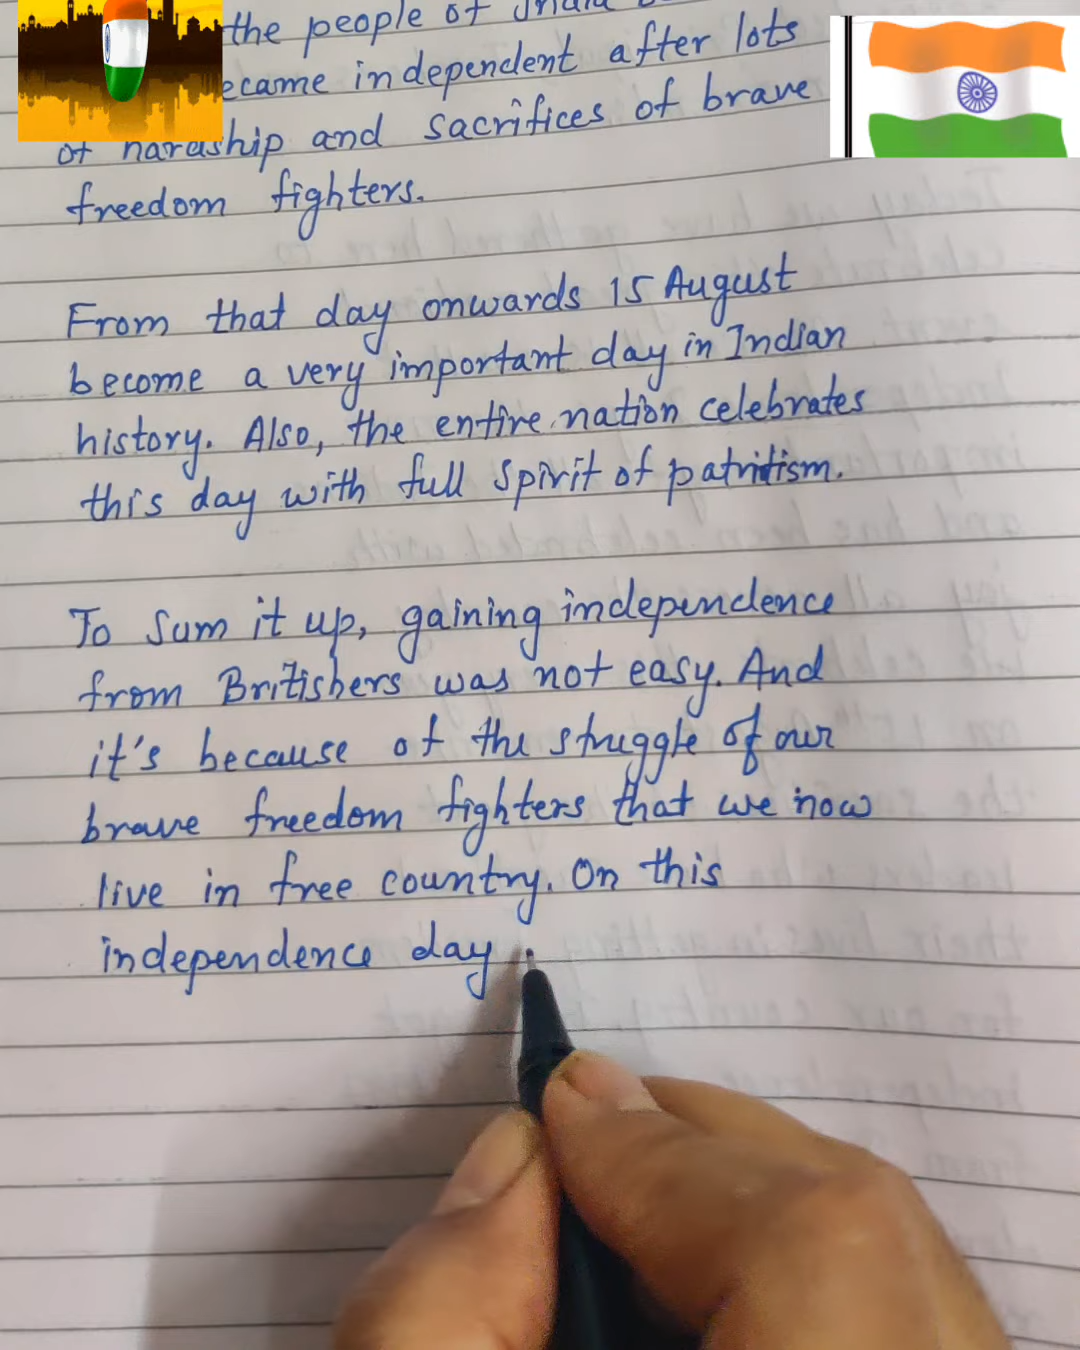 the people of India
ecame independent after lots
of hardship and sacrifices of brave
freedom fighters.
From that day onwards 15 August
become a very important day in Indian
history. Also, the entire nation celebrates
this day with full spirit of patritism.
To Sum it up, gaining independence
from Britishers was not easy. And
it's because of the struggle of our
brave freedom fighters that we now
live in free country. On this
independence day